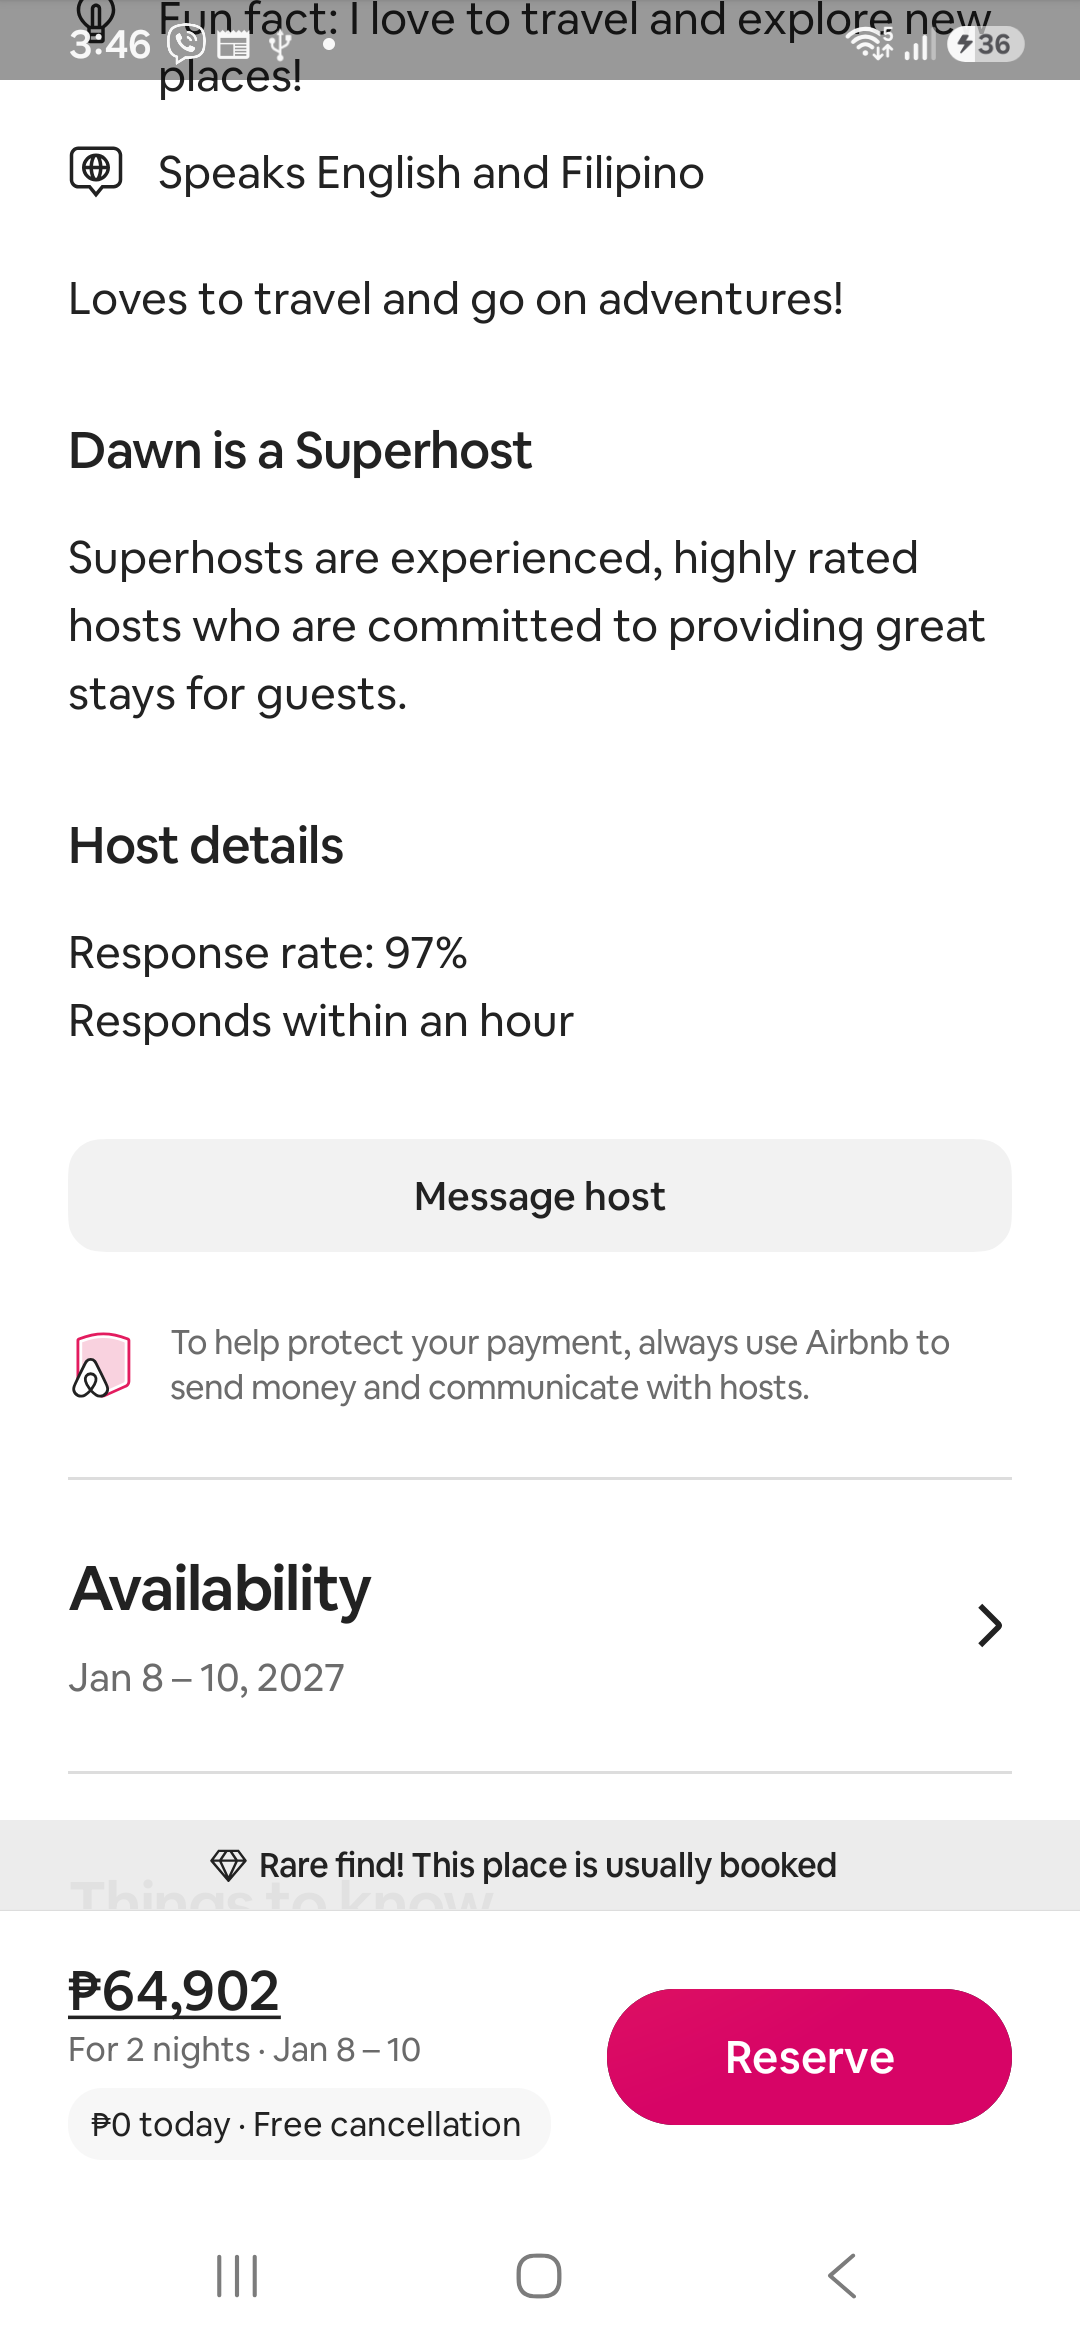 Fun fact: I love to travel and explore new
3:46
5
36
places!
Speaks English and Filipino
Loves to travel and go on adventures!
Dawn is a Superhost
Superhosts are experienced, highly rated
hosts who are committed to providing great
stays for guests.
Host details
Response rate: 97%
Responds within an hour
Message host
To help protect your payment, always use Airbnb to
send money and communicate with hosts.
Availability
Jan 8 – 10, 2027
Rare find! This place is usually booked
Things to know
₱64,902
For 2 nights · Jan 8 – 10
Reserve
₱0 today · Free cancellation